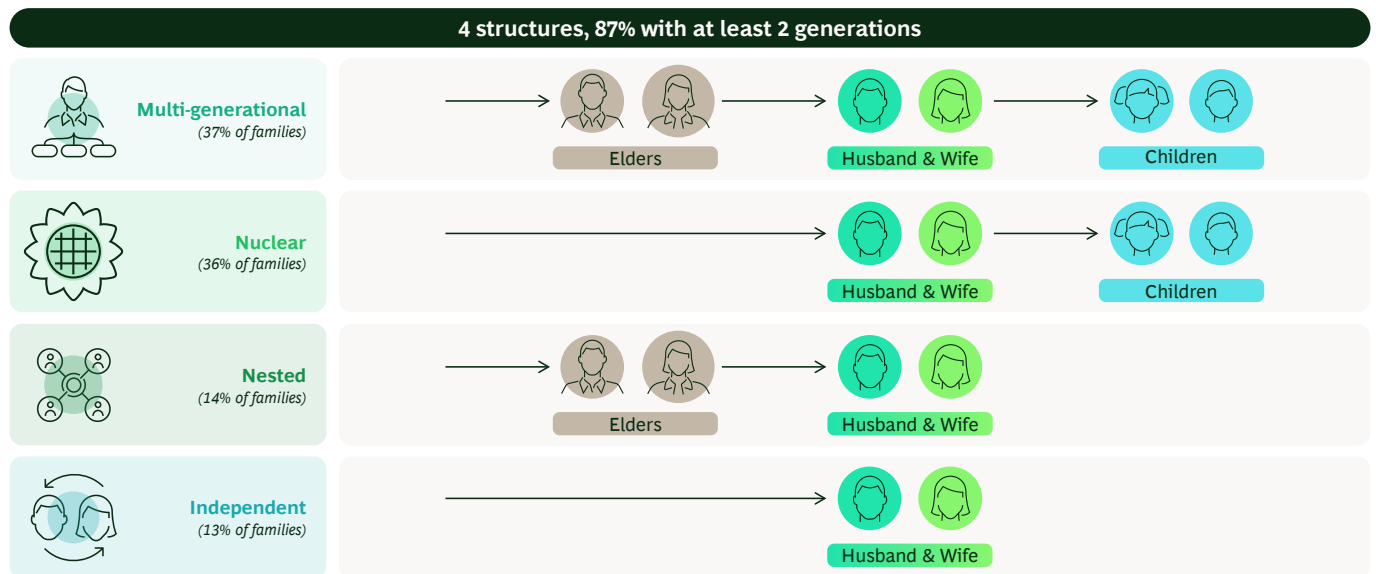 4 structures, 87% with at least 2 generations
Multi-generational
(37% of families)
Elders
Husband & Wife
Children
Nuclear
(36% of families)
Husband & Wife
Children
Nested
(14% of families)
Elders
Husband & Wife
Independent
(13% of families)
Husband & Wife